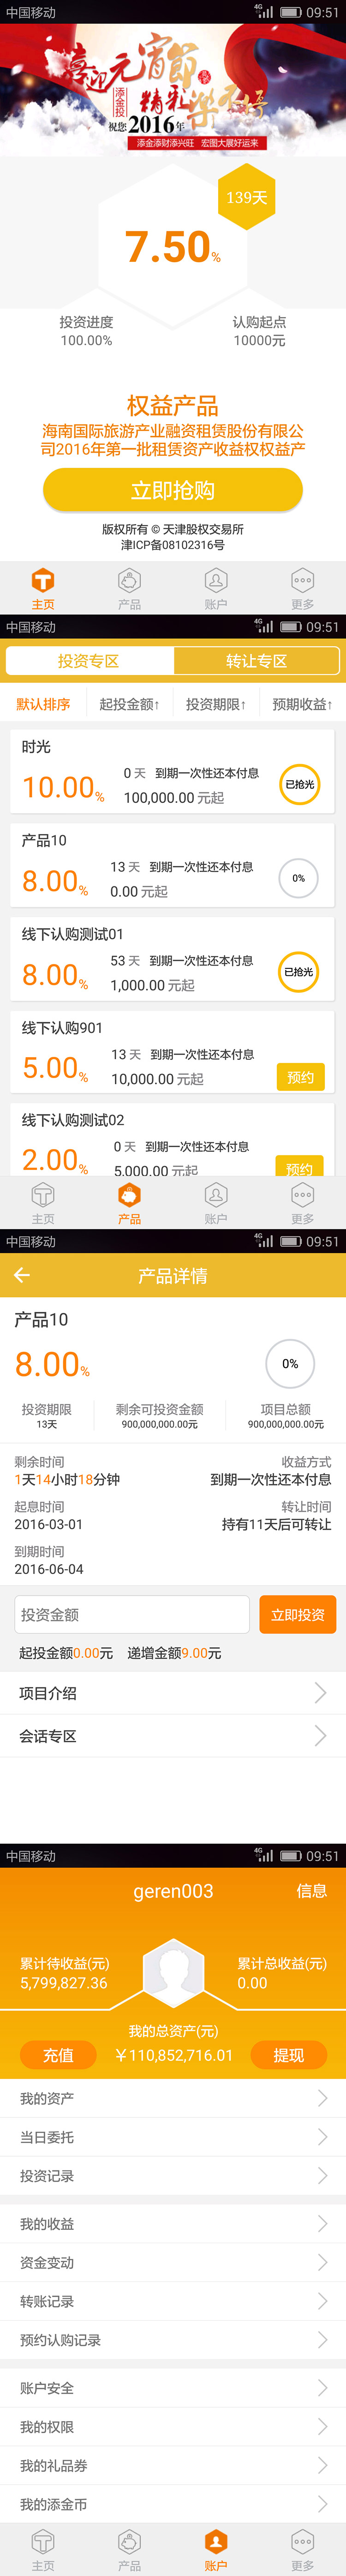 中国移动 4G 09:51
喜迎元宵節
添金投 精彩樂不停
祝您2016年
添金添财添兴旺 宏图大展好运来
139天
7.50%
投资进度 认购起点
100.00% 10000元
权益产品
海南国际旅游产业融资租赁股份有限公
司2016年第一批租赁资产收益权权益产
立即抢购
版权所有 © 天津股权交易所
津ICP备08102316号
主页 产品 账户 更多
中国移动 4G 09:51
投资专区 转让专区
默认排序 起投金额↑ 投资期限↑ 预期收益↑
时光
10.00% 0 天 到期一次性还本付息 已抢光
100,000.00 元起
产品10
8.00% 13 天 到期一次性还本付息 0%
0.00 元起
线下认购测试01
8.00% 53 天 到期一次性还本付息 已抢光
1,000.00 元起
线下认购901
5.00% 13 天 到期一次性还本付息
10,000.00 元起 预约
线下认购测试02
2.00% 0 天 到期一次性还本付息
5,000.00 元起 预约
主页 产品 账户 更多
中国移动 4G 09:51
产品详情
产品10
8.00% 0%
投资期限 剩余可投资金额 项目总额
13天 900,000,000.00元 900,000,000.00元
剩余时间 收益方式
1天14小时18分钟 到期一次性还本付息
起息时间 转让时间
2016-03-01 持有11天后可转让
到期时间
2016-06-04
投资金额 立即投资
起投金额0.00元 递增金额9.00元
项目介绍
会话专区
中国移动 4G 09:51
geren003 信息
累计待收益(元) 累计总收益(元)
5,799,827.36 0.00
我的总资产(元)
充值 ￥110,852,716.01 提现
我的资产
当日委托
投资记录
我的收益
资金变动
转账记录
预约认购记录
账户安全
我的权限
我的礼品券
我的添金币
主页 产品 账户 更多